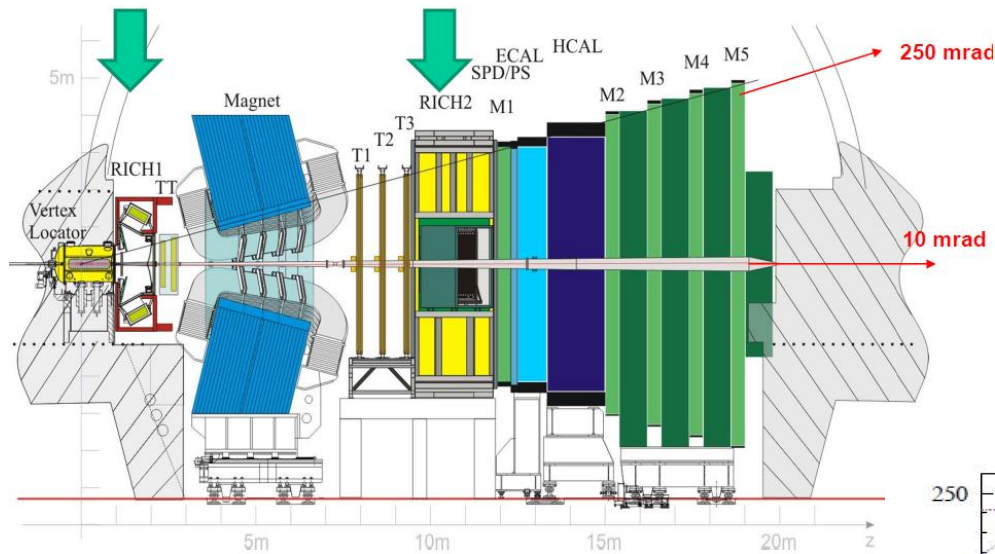 5m
HCAL
ECAL
SPD/PS
M5
M4
M3
M2
250 mrad
RICH2
M1
Magnet
T3
T2
T1
RICH1
TT
Vertex
Locator
10 mrad
250
5m
10m
15m
20m
z